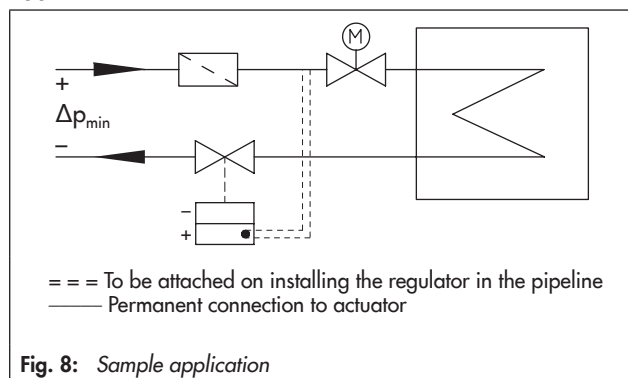 M
+
Δpmin
–
–
+
= = = To be attached on installing the regulator in the pipeline
—— Permanent connection to actuator
Fig. 8: Sample application